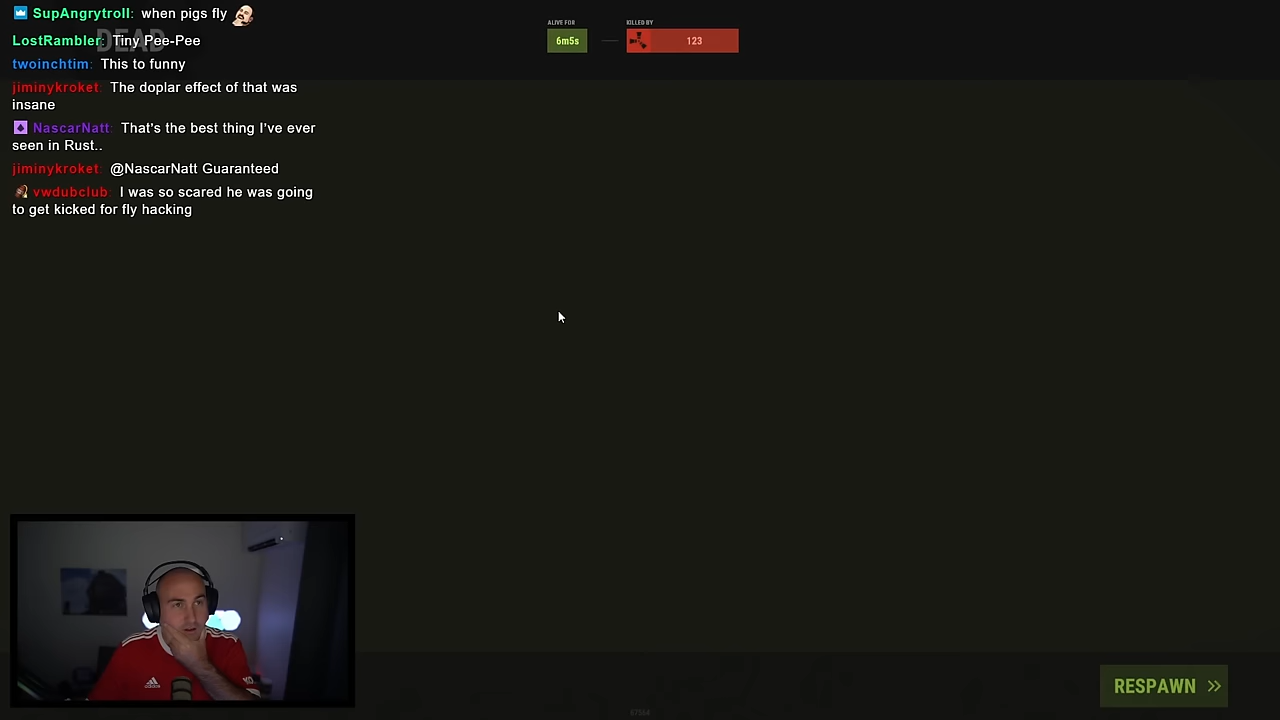 SupAngrytroll: when pigs fly
DEAD
LostRambler: Tiny Pee-Pee
twoinchtim: This to funny
jiminykroket: The doplar effect of that was
insane
NascarNatt: That's the best thing I've ever
seen in Rust..
jiminykroket: @NascarNatt Guaranteed
vwdubclub: I was so scared he was going
to get kicked for fly hacking
ALIVE FOR
6m5s
KILLED BY
123
adidas
RESPAWN